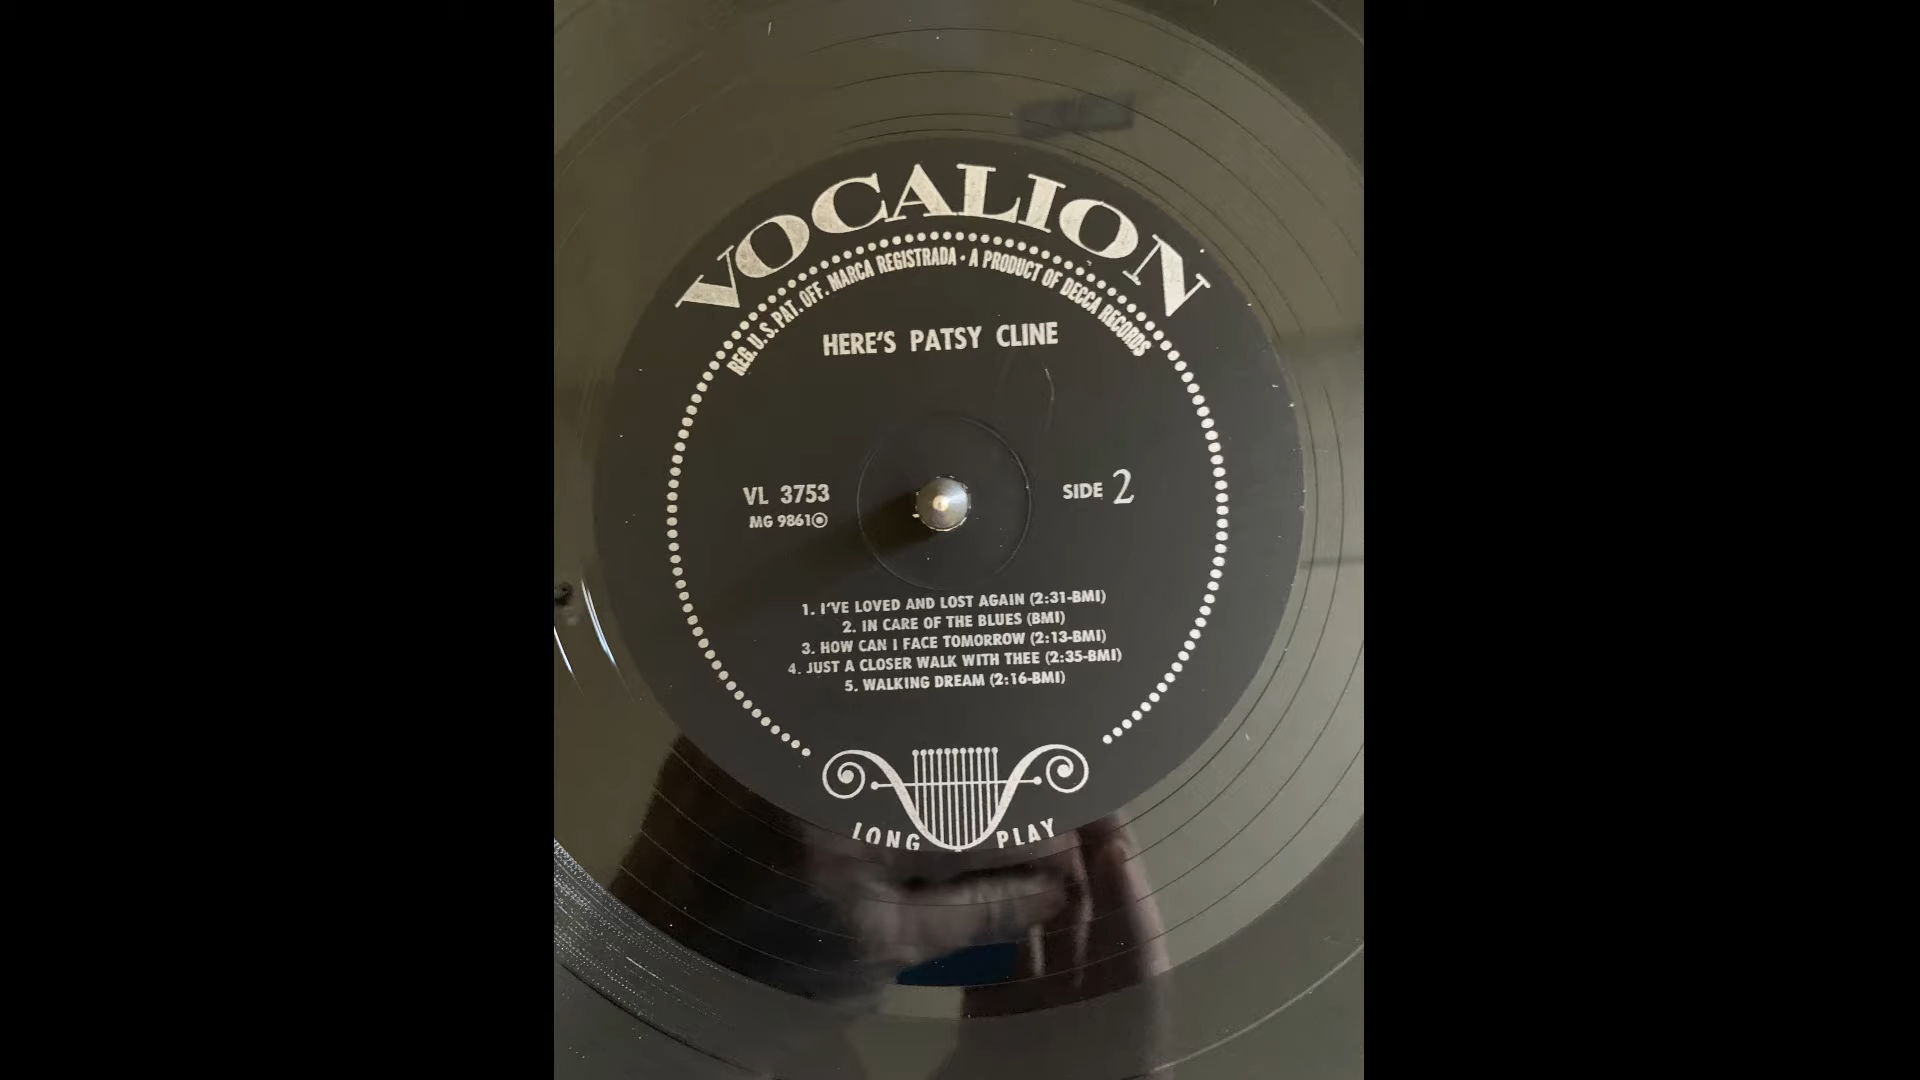 VOCALION
REG. U.S. PAT. OFF. MARCA REGISTRADA • A PRODUCT OF DECCA RECORDS
HERE'S PATSY CLINE
VL 3753
MG 9861
SIDE 2
1. I'VE LOVED AND LOST AGAIN (2:31-BMI)
2. IN CARE OF THE BLUES (BMI)
3. HOW CAN I FACE TOMORROW (2:13-BMI)
4. JUST A CLOSER WALK WITH THEE (2:35-BMI)
5. WALKING DREAM (2:16-BMI)
LONG PLAY